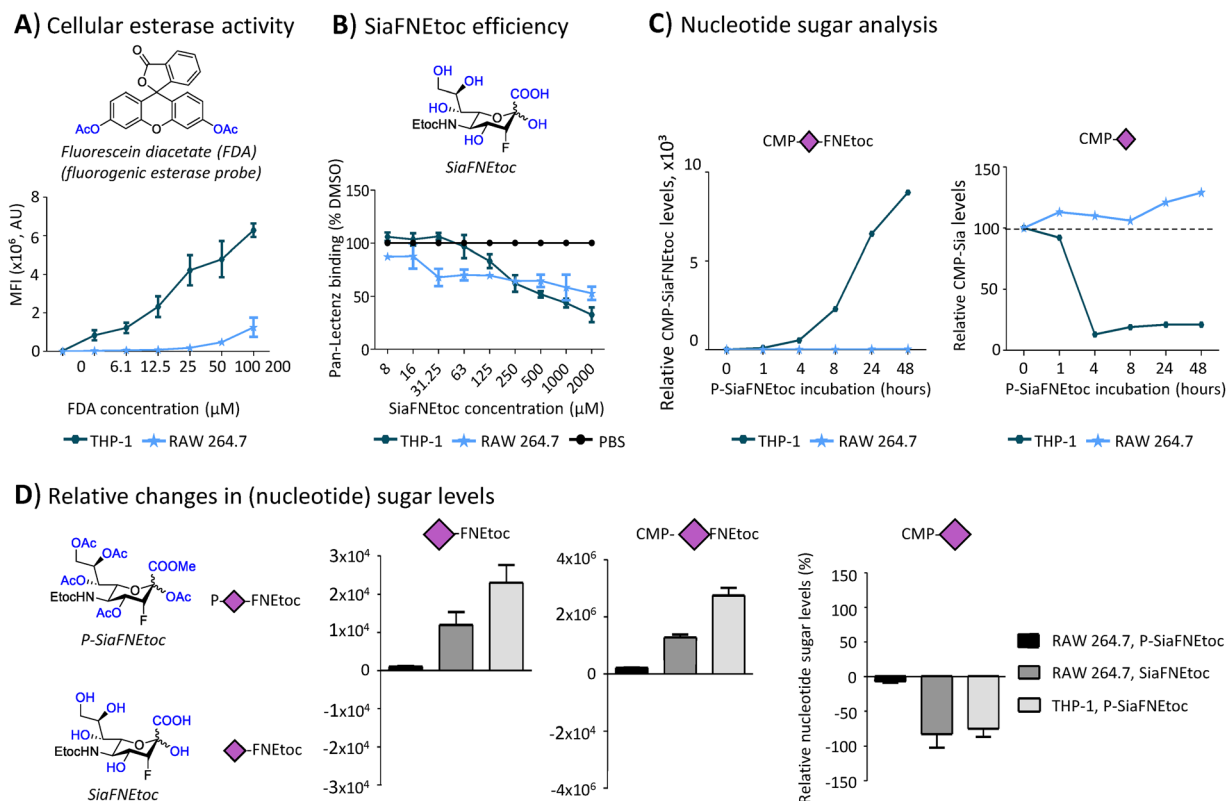 A) Cellular esterase activity
O
O
AcO
O
OAc
Fluorescein diacetate (FDA)
(fluorogenic esterase probe)
MFI (x10⁶, AU)
8
6
4
2
0
0 6.1 12.5 25 50 100 200
FDA concentration (μM)
THP-1 RAW 264.7
B) SiaFNEtoc efficiency
OH
OH
COOH
HO
O
OH
EtocHN
HO
F
SiaFNEtoc
Pan-Lectenz binding (% DMSO)
150
100
50
0
8 16 31.25 63 125 250 500 1000 2000
SiaFNEtoc concentration (μM)
THP-1 RAW 264.7 PBS
C) Nucleotide sugar analysis
CMP- -FNEtoc
Relative CMP-SiaFNEtoc levels, x10³
10
5
0
0 1 4 8 24 48
P-SiaFNEtoc incubation (hours)
THP-1 RAW 264.7
CMP-
Relative CMP-Sia levels
150
100
50
0
0 1 4 8 24 48
P-SiaFNEtoc incubation (hours)
THP-1 RAW 264.7
D) Relative changes in (nucleotide) sugar levels
OAc
OAc
COOMe
AcO
O
OAc
EtocHN
AcO
F
P-SiaFNEtoc
P- -FNEtoc
OH
OH
COOH
HO
O
OH
EtocHN
HO
F
SiaFNEtoc
-FNEtoc
-FNEtoc
3x10⁴
2x10⁴
1x10⁴
0
-1x10⁴
-2x10⁴
-3x10⁴
CMP- FNEtoc
4x10⁶
2x10⁶
0
-2x10⁴
-4x10⁶
CMP-
Relative nucleotide sugar levels (%)
150
100
50
0
-50
-100
-150
RAW 264.7, P-SiaFNEtoc
RAW 264.7, SiaFNEtoc
THP-1, P-SiaFNEtoc